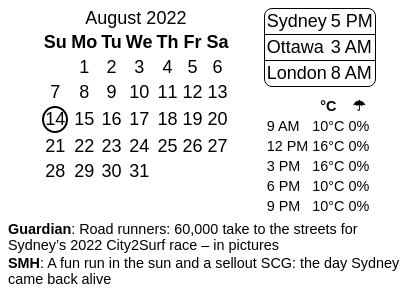 August 2022
Su Mo Tu We Th Fr Sa
1 2 3 4 5 6
7 8 9 10 11 12 13
14 15 16 17 18 19 20
21 22 23 24 25 26 27
28 29 30 31
Sydney 5 PM
Ottawa 3 AM
London 8 AM
°C ☂
9 AM 10°C 0%
12 PM 16°C 0%
3 PM 16°C 0%
6 PM 10°C 0%
9 PM 10°C 0%
Guardian: Road runners: 60,000 take to the streets for
Sydney’s 2022 City2Surf race – in pictures
SMH: A fun run in the sun and a sellout SCG: the day Sydney
came back alive